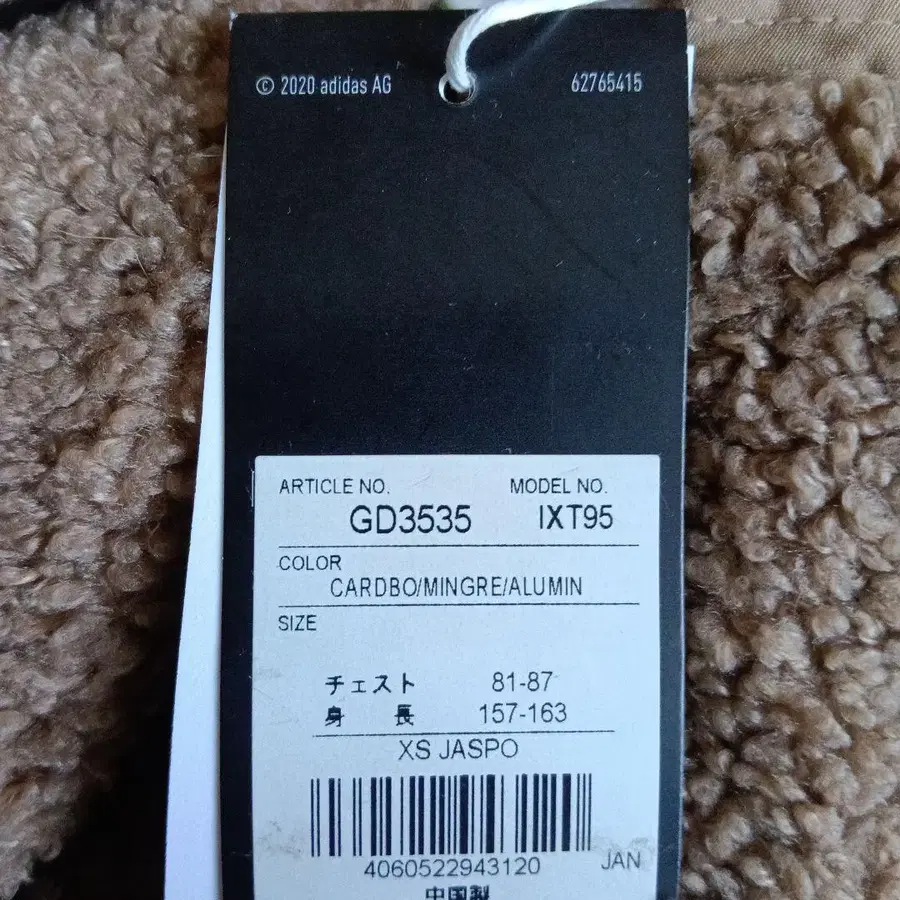 © 2020 adidas AG 62765415
ARTICLE NO. MODEL NO.
GD3535 IXT95
COLOR
CARDBO/MINGRE/ALUMIN
SIZE
チェスト 81-87
身 長 157-163
XS JASPO
4060522943120 JAN
中国製